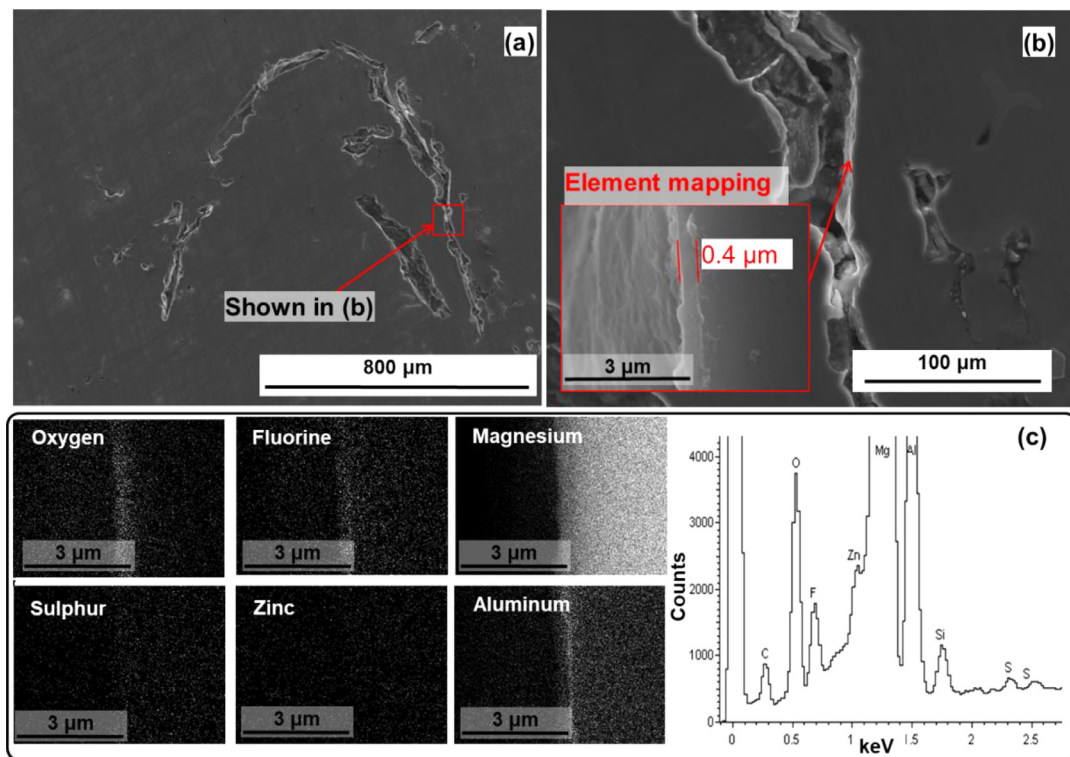 (a)
Shown in (b)
800 µm
(b)
Element mapping
0.4 µm
3 µm
100 µm
Oxygen
Fluorine
Magnesium
3 µm
3 µm
3 µm
Sulphur
Zinc
Aluminum
3 µm
3 µm
3 µm
(c)
Counts
4000
3000
2000
1000
0
C
O
F
Zn
Mg
Al
Si
S
S
0
0.5
1
1.5
2
2.5
keV